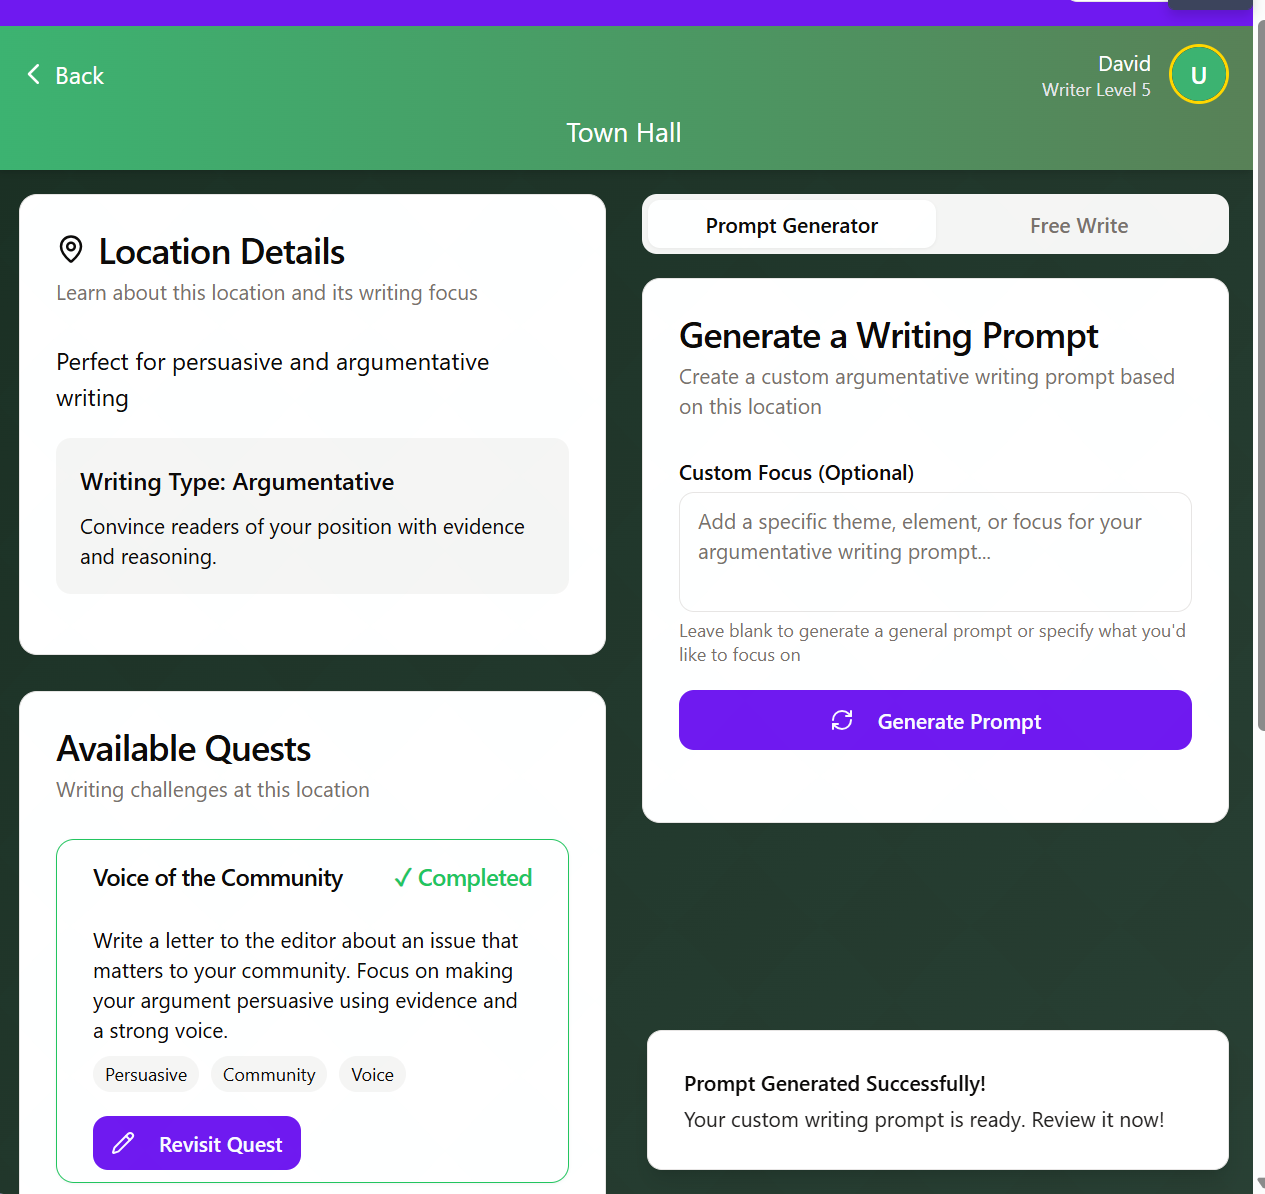 Back
David
Writer Level 5
U
Town Hall
Location Details
Learn about this location and its writing focus
Perfect for persuasive and argumentative
writing
Writing Type: Argumentative
Convince readers of your position with evidence
and reasoning.
Available Quests
Writing challenges at this location
Voice of the Community
✓ Completed
Write a letter to the editor about an issue that
matters to your community. Focus on making
your argument persuasive using evidence and
a strong voice.
Persuasive
Community
Voice
Revisit Quest
Prompt Generator
Free Write
Generate a Writing Prompt
Create a custom argumentative writing prompt based
on this location
Custom Focus (Optional)
Add a specific theme, element, or focus for your
argumentative writing prompt...
Leave blank to generate a general prompt or specify what you'd
like to focus on
Generate Prompt
Prompt Generated Successfully!
Your custom writing prompt is ready. Review it now!